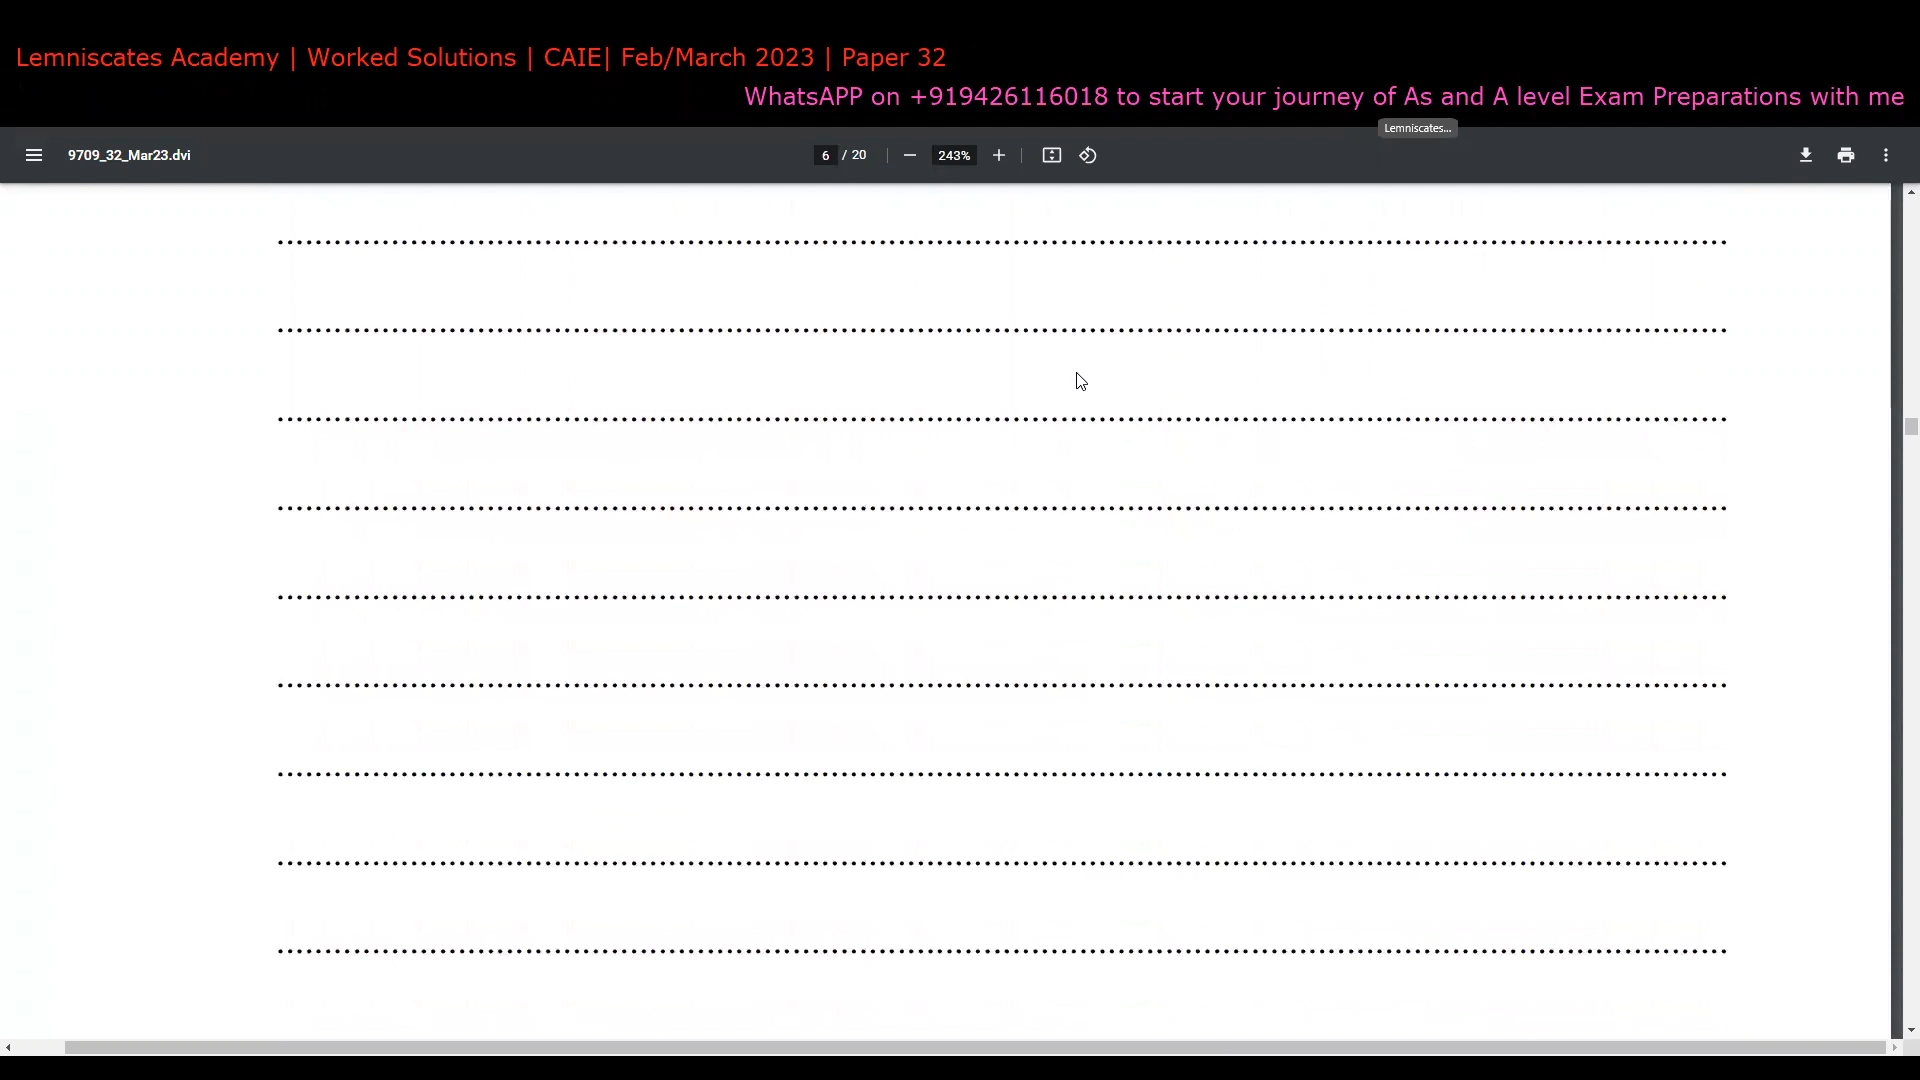 Lemniscates Academy | Worked Solutions | CAIE| Feb/March 2023 | Paper 32
WhatsAPP on +919426116018 to start your journey of As and A level Exam Preparations with me
Lemniscates...
9709_32_Mar23.dvi
6 / 20
243%